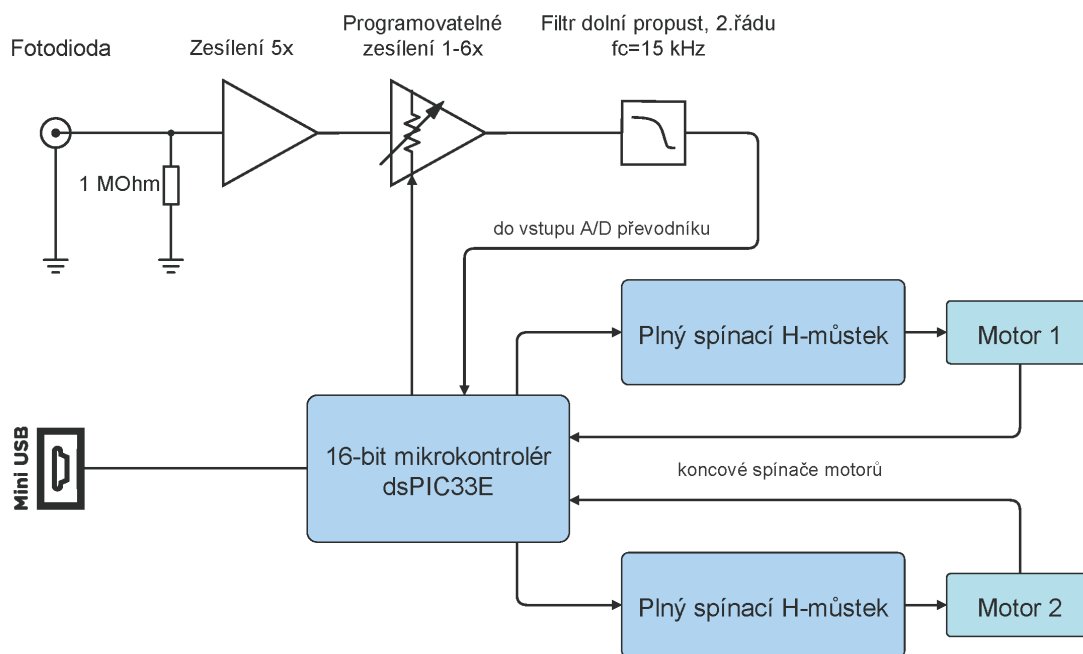 Fotodioda
Zesílení 5x
Programovatelné
zesílení 1-6x
Filtr dolní propust, 2.řádu
fc=15 kHz
1 MOhm
do vstupu A/D převodníku
Plný spínací H-můstek
Motor 1
Mini USB
16-bit mikrokontrolér
dsPIC33E
koncové spínače motorů
Plný spínací H-můstek
Motor 2